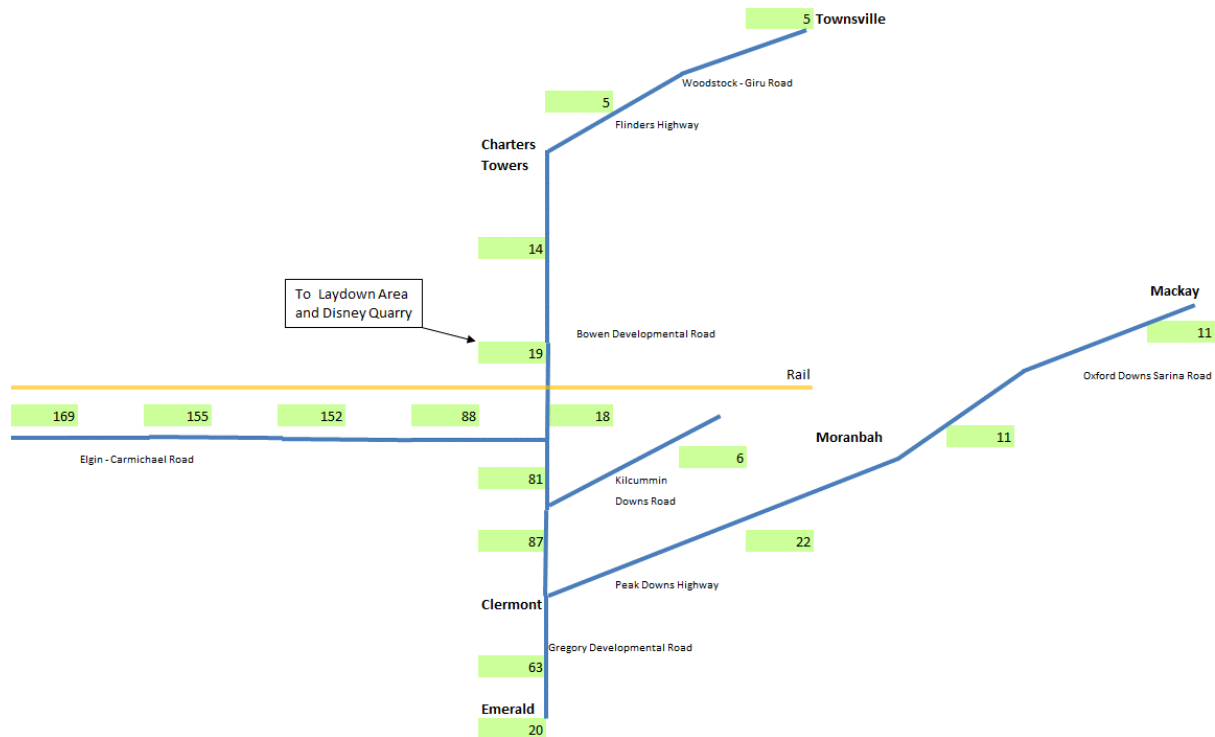 5 Townsville
Woodstock - Giru Road
5
Flinders Highway
Charters
Towers
14
To Laydown Area
and Disney Quarry
Mackay
11
Bowen Developmental Road
19
Rail
Oxford Downs Sarina Road
169 155 152 88 18
Moranbah
11
Elgin - Carmichael Road
6
81
Kilcummin
Downs Road
87
22
Peak Downs Highway
Clermont
Gregory Developmental Road
63
Emerald
20